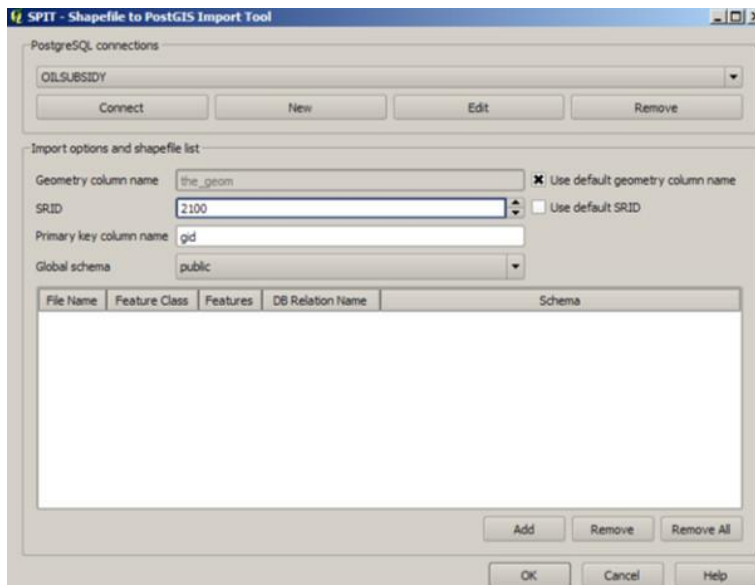 SPIT - Shapefile to PostGIS Import Tool
PostgreSQL connections
OILSUBSIDY
Connect New Edit Remove
Import options and shapefile list
Geometry column name the_geom Use default geometry column name
SRID 2100 Use default SRID
Primary key column name gid
Global schema public
File Name Feature Class Features DB Relation Name Schema
Add Remove Remove All
OK Cancel Help